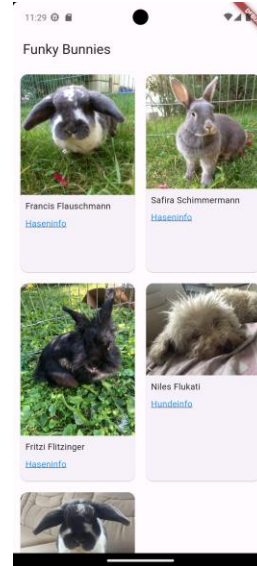 11:29
Funky Bunnies
Francis Flauschmann
Haseninfo
Safira Schimmermann
Haseninfo
Fritzi Flitzinger
Haseninfo
Niles Flukati
Hundeinfo